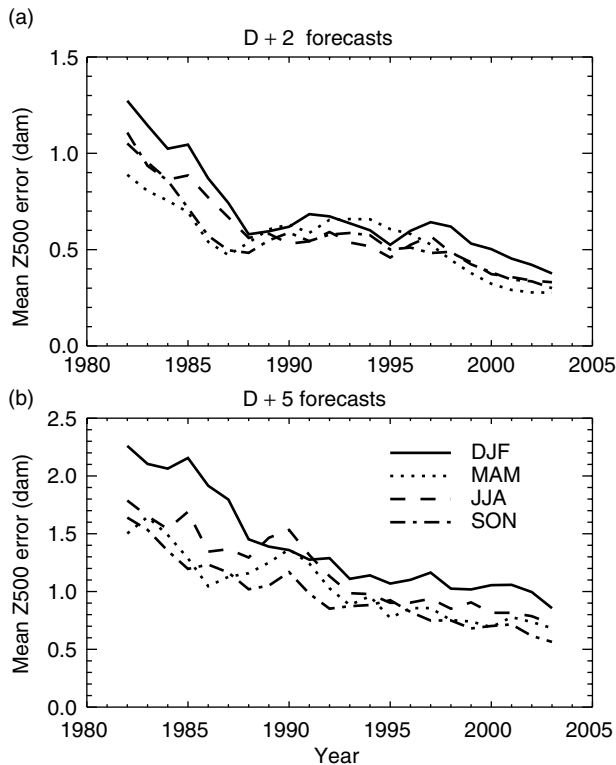 (a)
D + 2 forecasts
Mean Z500 error (dam)
1.5
1.0
0.5
0.0
1980 1985 1990 1995 2000 2005
(b)
D + 5 forecasts
Mean Z500 error (dam)
2.5
2.0
1.5
1.0
0.5
0.0
DJF
MAM
JJA
SON
1980 1985 1990 1995 2000 2005
Year